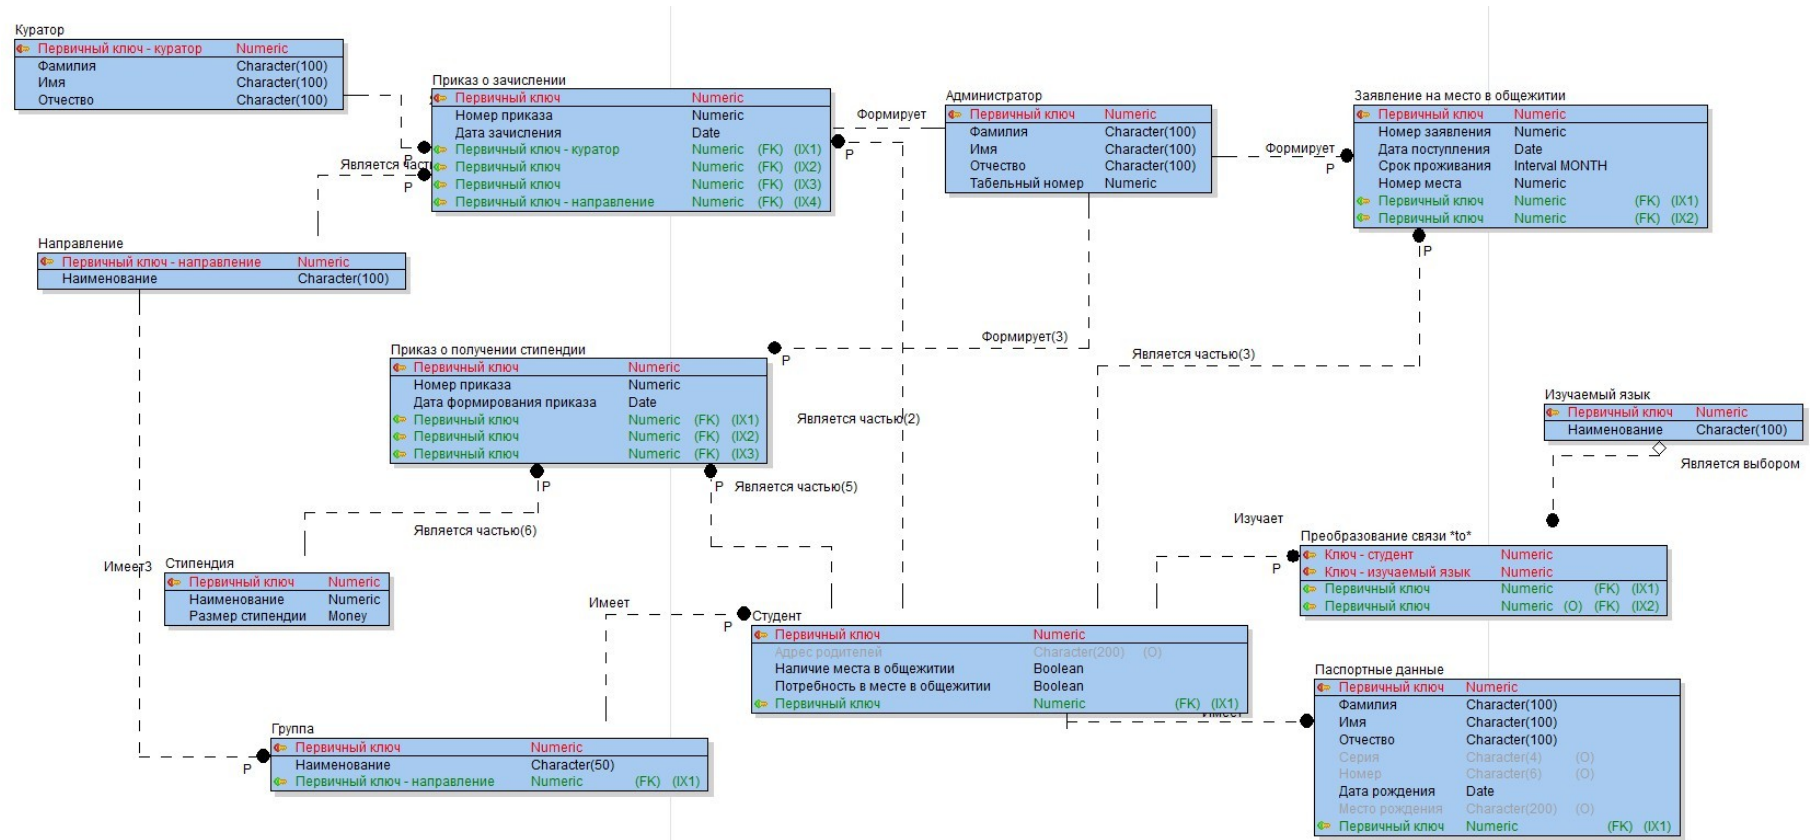 Куратор
Первичный ключ - куратор Numeric
Фамилия Character(100)
Имя Character(100)
Отчество Character(100)
Приказ о зачислении
Первичный ключ Numeric
Номер приказа Numeric
Дата зачисления Date
Первичный ключ - куратор Numeric (FK) (IX1)
Первичный ключ Numeric (FK) (IX2)
Первичный ключ Numeric (FK) (IX3)
Первичный ключ - направление Numeric (FK) (IX4)
P
Является
P
P
Формирует
Администратор
Первичный ключ Numeric
Фамилия Character(100)
Имя Character(100)
Отчество Character(100)
Табельный номер Numeric
Формирует
P
Заявление на место в общежитии
Первичный ключ Numeric
Номер заявления Numeric
Дата поступления Date
Срок проживания Interval MONTH
Номер места Numeric
Первичный ключ Numeric (FK) (IX1)
Первичный ключ Numeric (FK) (IX2)
P
Направление
Первичный ключ - направление Numeric
Наименование Character(100)
Приказ о получении стипендии
Первичный ключ Numeric
Номер приказа Numeric
Дата формирования приказа Date
Первичный ключ Numeric (FK) (IX1)
Первичный ключ Numeric (FK) (IX2)
Первичный ключ Numeric (FK) (IX3)
P
Формирует(3)
Является частью(3)
Является частью(2)
Изучаемый язык
Первичный ключ Numeric
Наименование Character(100)
Является выбором
P
P Является частью(5)
Является частью(6)
Изучает
P
Преобразование связи *to*
Ключ - студент Numeric
Ключ - изучаемый язык Numeric
Первичный ключ Numeric (FK) (IX1)
Первичный ключ Numeric (O) (FK) (IX2)
Имеет3
Стипендия
Первичный ключ Numeric
Наименование Numeric
Размер стипендии Money
Имеет
P
Студент
Первичный ключ Numeric
Адрес родителей Character(200) (O)
Наличие места в общежитии Boolean
Потребность в месте в общежитии Boolean
Первичный ключ Numeric (FK) (IX1)
Имеет
Паспортные данные
Первичный ключ Numeric
Фамилия Character(100)
Имя Character(100)
Отчество Character(100)
Серия Character(4) (O)
Номер Character(6) (O)
Дата рождения Date
Место рождения Character(200) (O)
Первичный ключ Numeric (FK) (IX1)
P
Группа
Первичный ключ Numeric
Наименование Character(50)
Первичный ключ - направление Numeric (FK) (IX1)